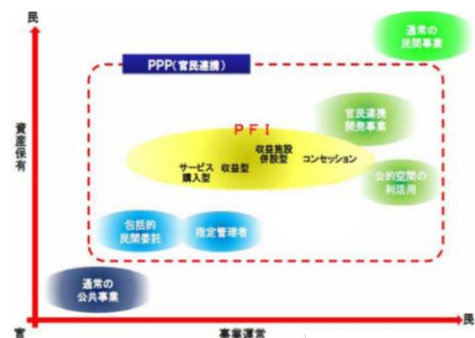 民
通常の
民間事業
PPP(官民連携)
資産保有
PFI
官民連携
開発事業
収益施設
併設型
コンセッション
サービス
購入型
収益型
公的空間の
利活用
包括的
民間委託
指定管理者
通常の
公共事業
官
事業運営
民